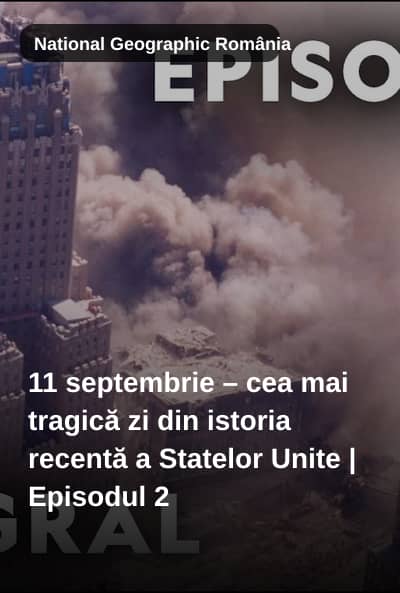 National Geographic România
EPISO
11 septembrie – cea mai
tragică zi din istoria
recentă a Statelor Unite |
Episodul 2
GRAL